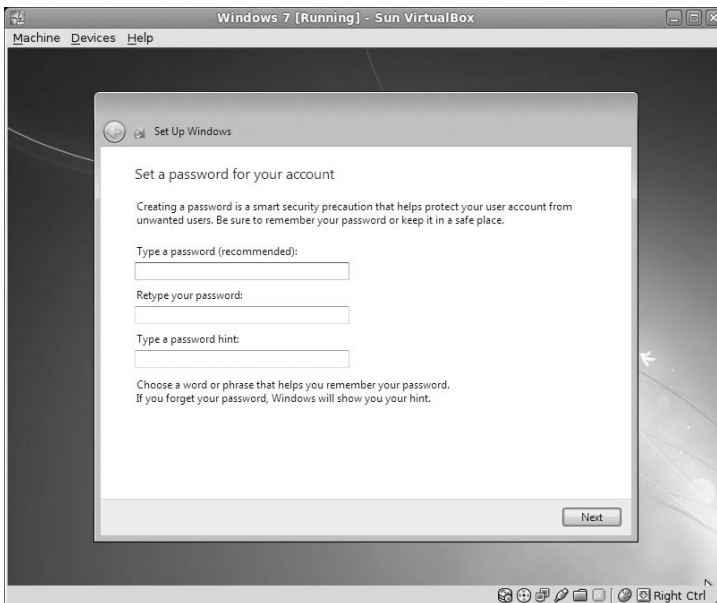 Windows 7 [Running] - Sun VirtualBox
Machine Devices Help
Set Up Windows
Set a password for your account
Creating a password is a smart security precaution that helps protect your user account from
unwanted users. Be sure to remember your password or keep it in a safe place.
Type a password (recommended):
Retype your password:
Type a password hint:
Choose a word or phrase that helps you remember your password.
If you forget your password, Windows will show you your hint.
Next
Right Ctrl